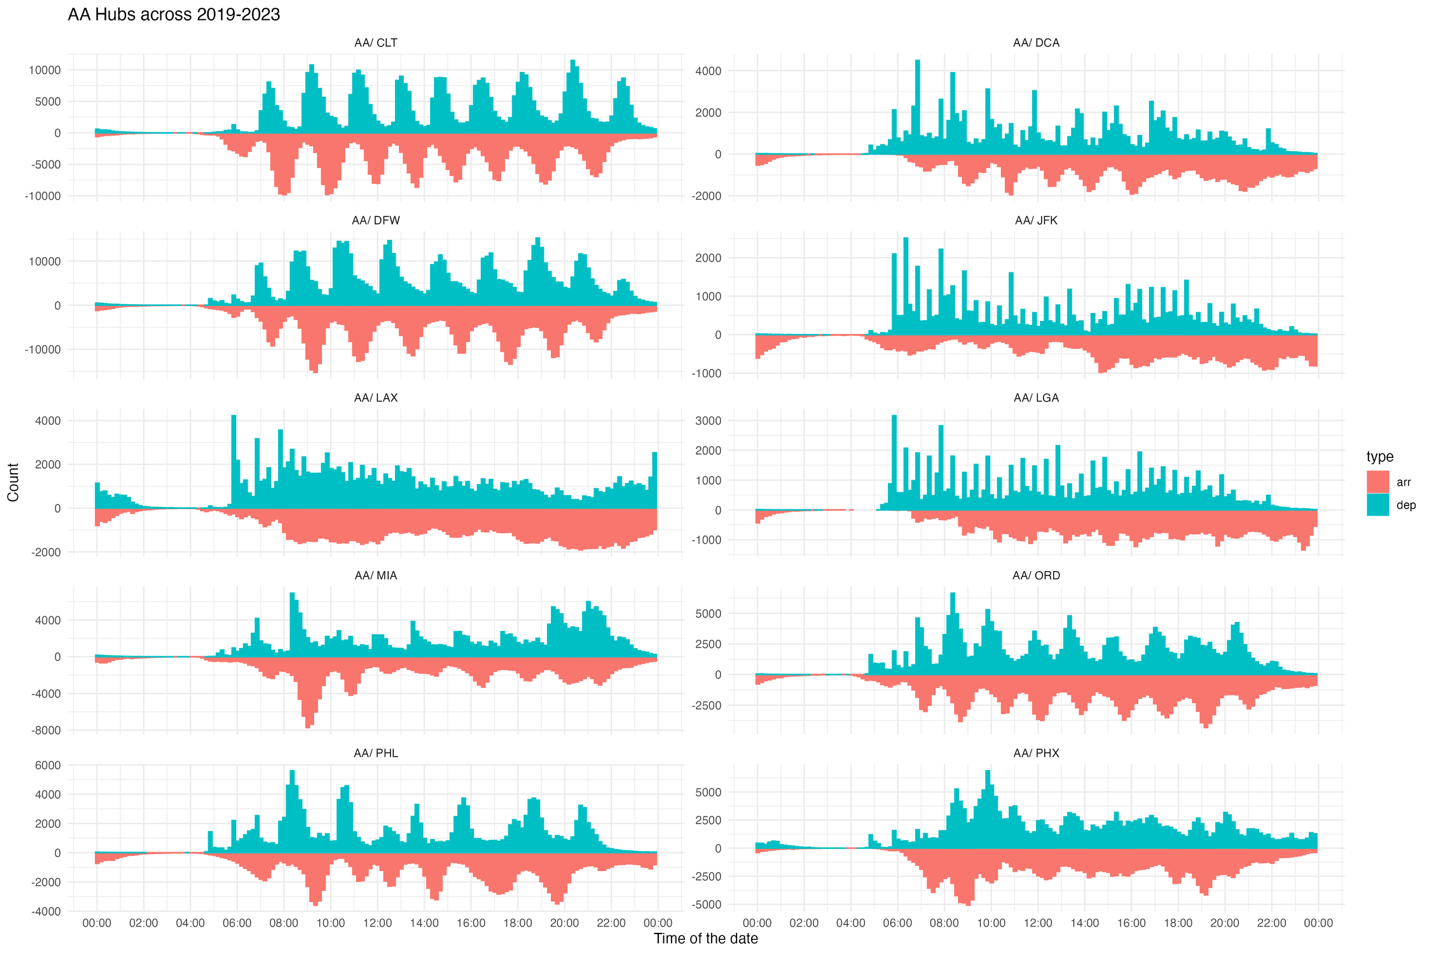 AA Hubs across 2019-2023
AA/ CLT
10000
5000
0
-5000
-10000
AA/ DCA
4000
2000
0
-2000
AA/ DFW
10000
0
-10000
AA/ JFK
2000
1000
0
-1000
AA/ LAX
4000
2000
0
-2000
AA/ LGA
3000
2000
1000
0
-1000
AA/ MIA
4000
0
-4000
-8000
AA/ ORD
5000
2500
0
-2500
AA/ PHL
6000
4000
2000
0
-2000
-4000
AA/ PHX
5000
2500
0
-2500
-5000
00:00 02:00 04:00 06:00 08:00 10:00 12:00 14:00 16:00 18:00 20:00 22:00 00:00
00:00 02:00 04:00 06:00 08:00 10:00 12:00 14:00 16:00 18:00 20:00 22:00 00:00
Time of the date
Count
type
arr
dep